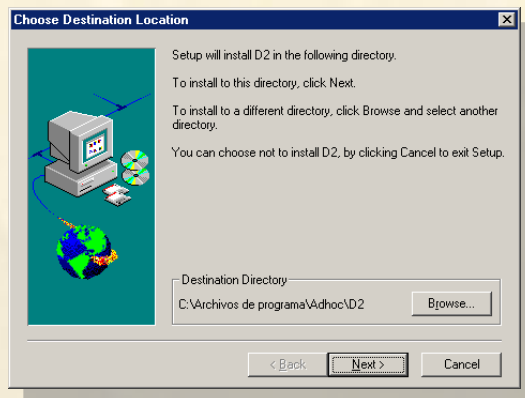 Choose Destination Location
Setup will install D2 in the following directory.
To install to this directory, click Next.
To install to a different directory, click Browse and select another
directory.
You can choose not to install D2, by clicking Cancel to exit Setup.
Destination Directory
C:\Archivos de programa\Adhoc\D2
Browse...
< Back
Next >
Cancel